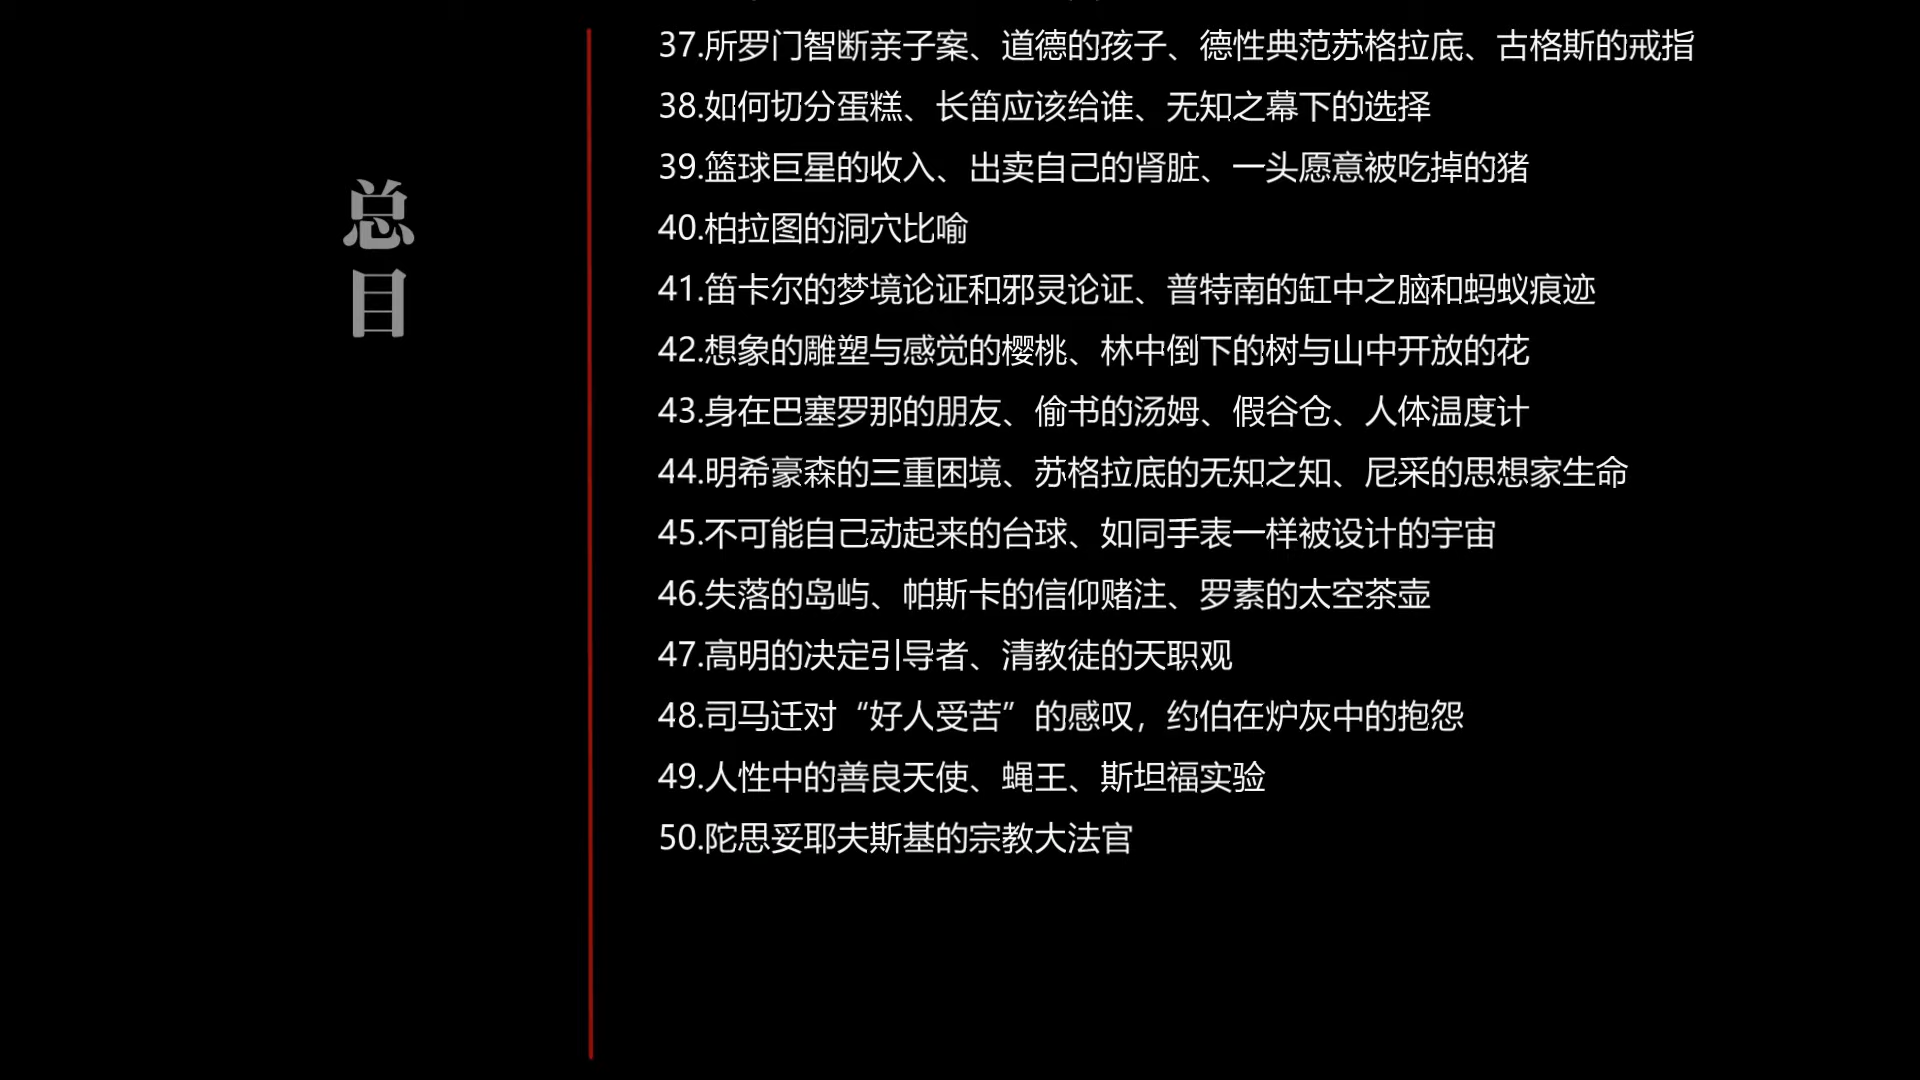 总目
37.所罗门智断亲子案、道德的孩子、德性典范苏格拉底、古格斯的戒指
38.如何切分蛋糕、长笛应该给谁、无知之幕下的选择
39.篮球巨星的收入、出卖自己的肾脏、一头愿意被吃掉的猪
40.柏拉图的洞穴比喻
41.笛卡尔的梦境论证和邪灵论证、普特南的缸中之脑和蚂蚁痕迹
42.想象的雕塑与感觉的樱桃、林中倒下的树与山中开放的花
43.身在巴塞罗那的朋友、偷书的汤姆、假谷仓、人体温度计
44.明希豪森的三重困境、苏格拉底的无知之知、尼采的思想家生命
45.不可能自己动起来的台球、如同手表一样被设计的宇宙
46.失落的岛屿、帕斯卡的信仰赌注、罗素的太空茶壶
47.高明的决定引导者、清教徒的天职观
48.司马迁对“好人受苦”的感叹，约伯在炉灰中的抱怨
49.人性中的善良天使、蝇王、斯坦福实验
50.陀思妥耶夫斯基的宗教大法官